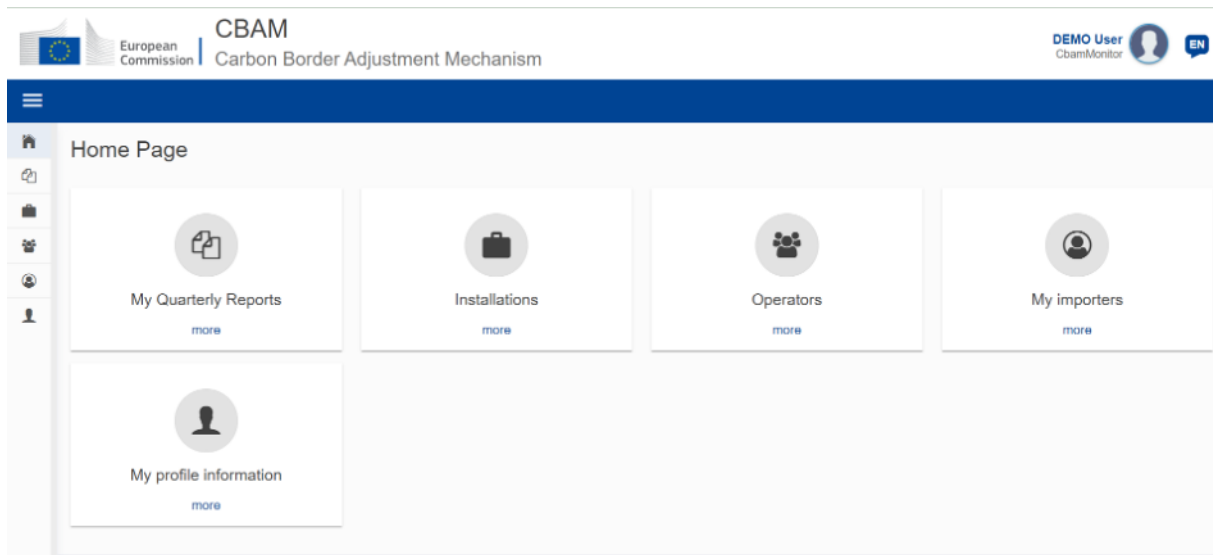 European
Commission
CBAM
Carbon Border Adjustment Mechanism
DEMO User
CbamMonitor
EN
Home Page
My Quarterly Reports
more
Installations
more
Operators
more
My importers
more
My profile information
more